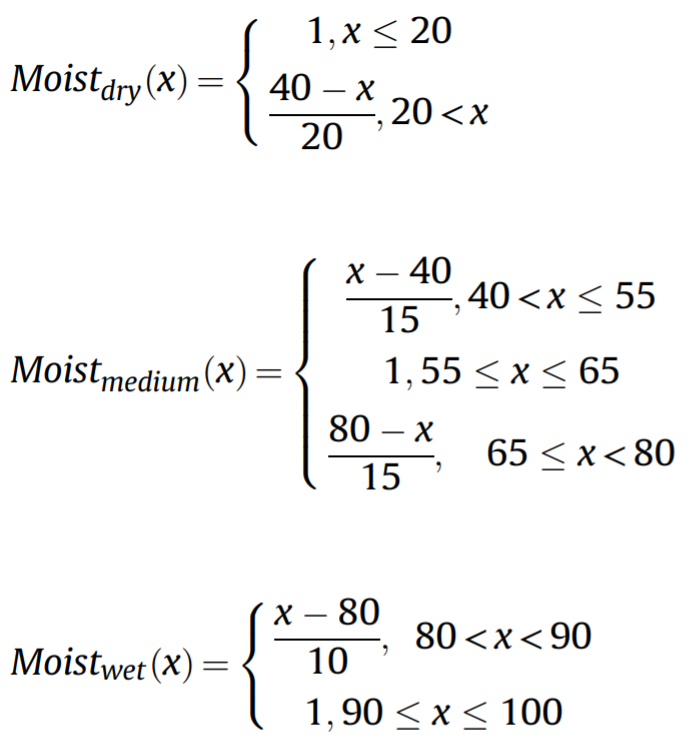 Moist_dry(x) = { 1, x ≤ 20
(40 − x)/20, 20 < x
Moist_medium(x) = { (x − 40)/15, 40 < x ≤ 55
1, 55 ≤ x ≤ 65
(80 − x)/15, 65 ≤ x < 80
Moist_wet(x) = { (x − 80)/10, 80 < x < 90
1, 90 ≤ x ≤ 100